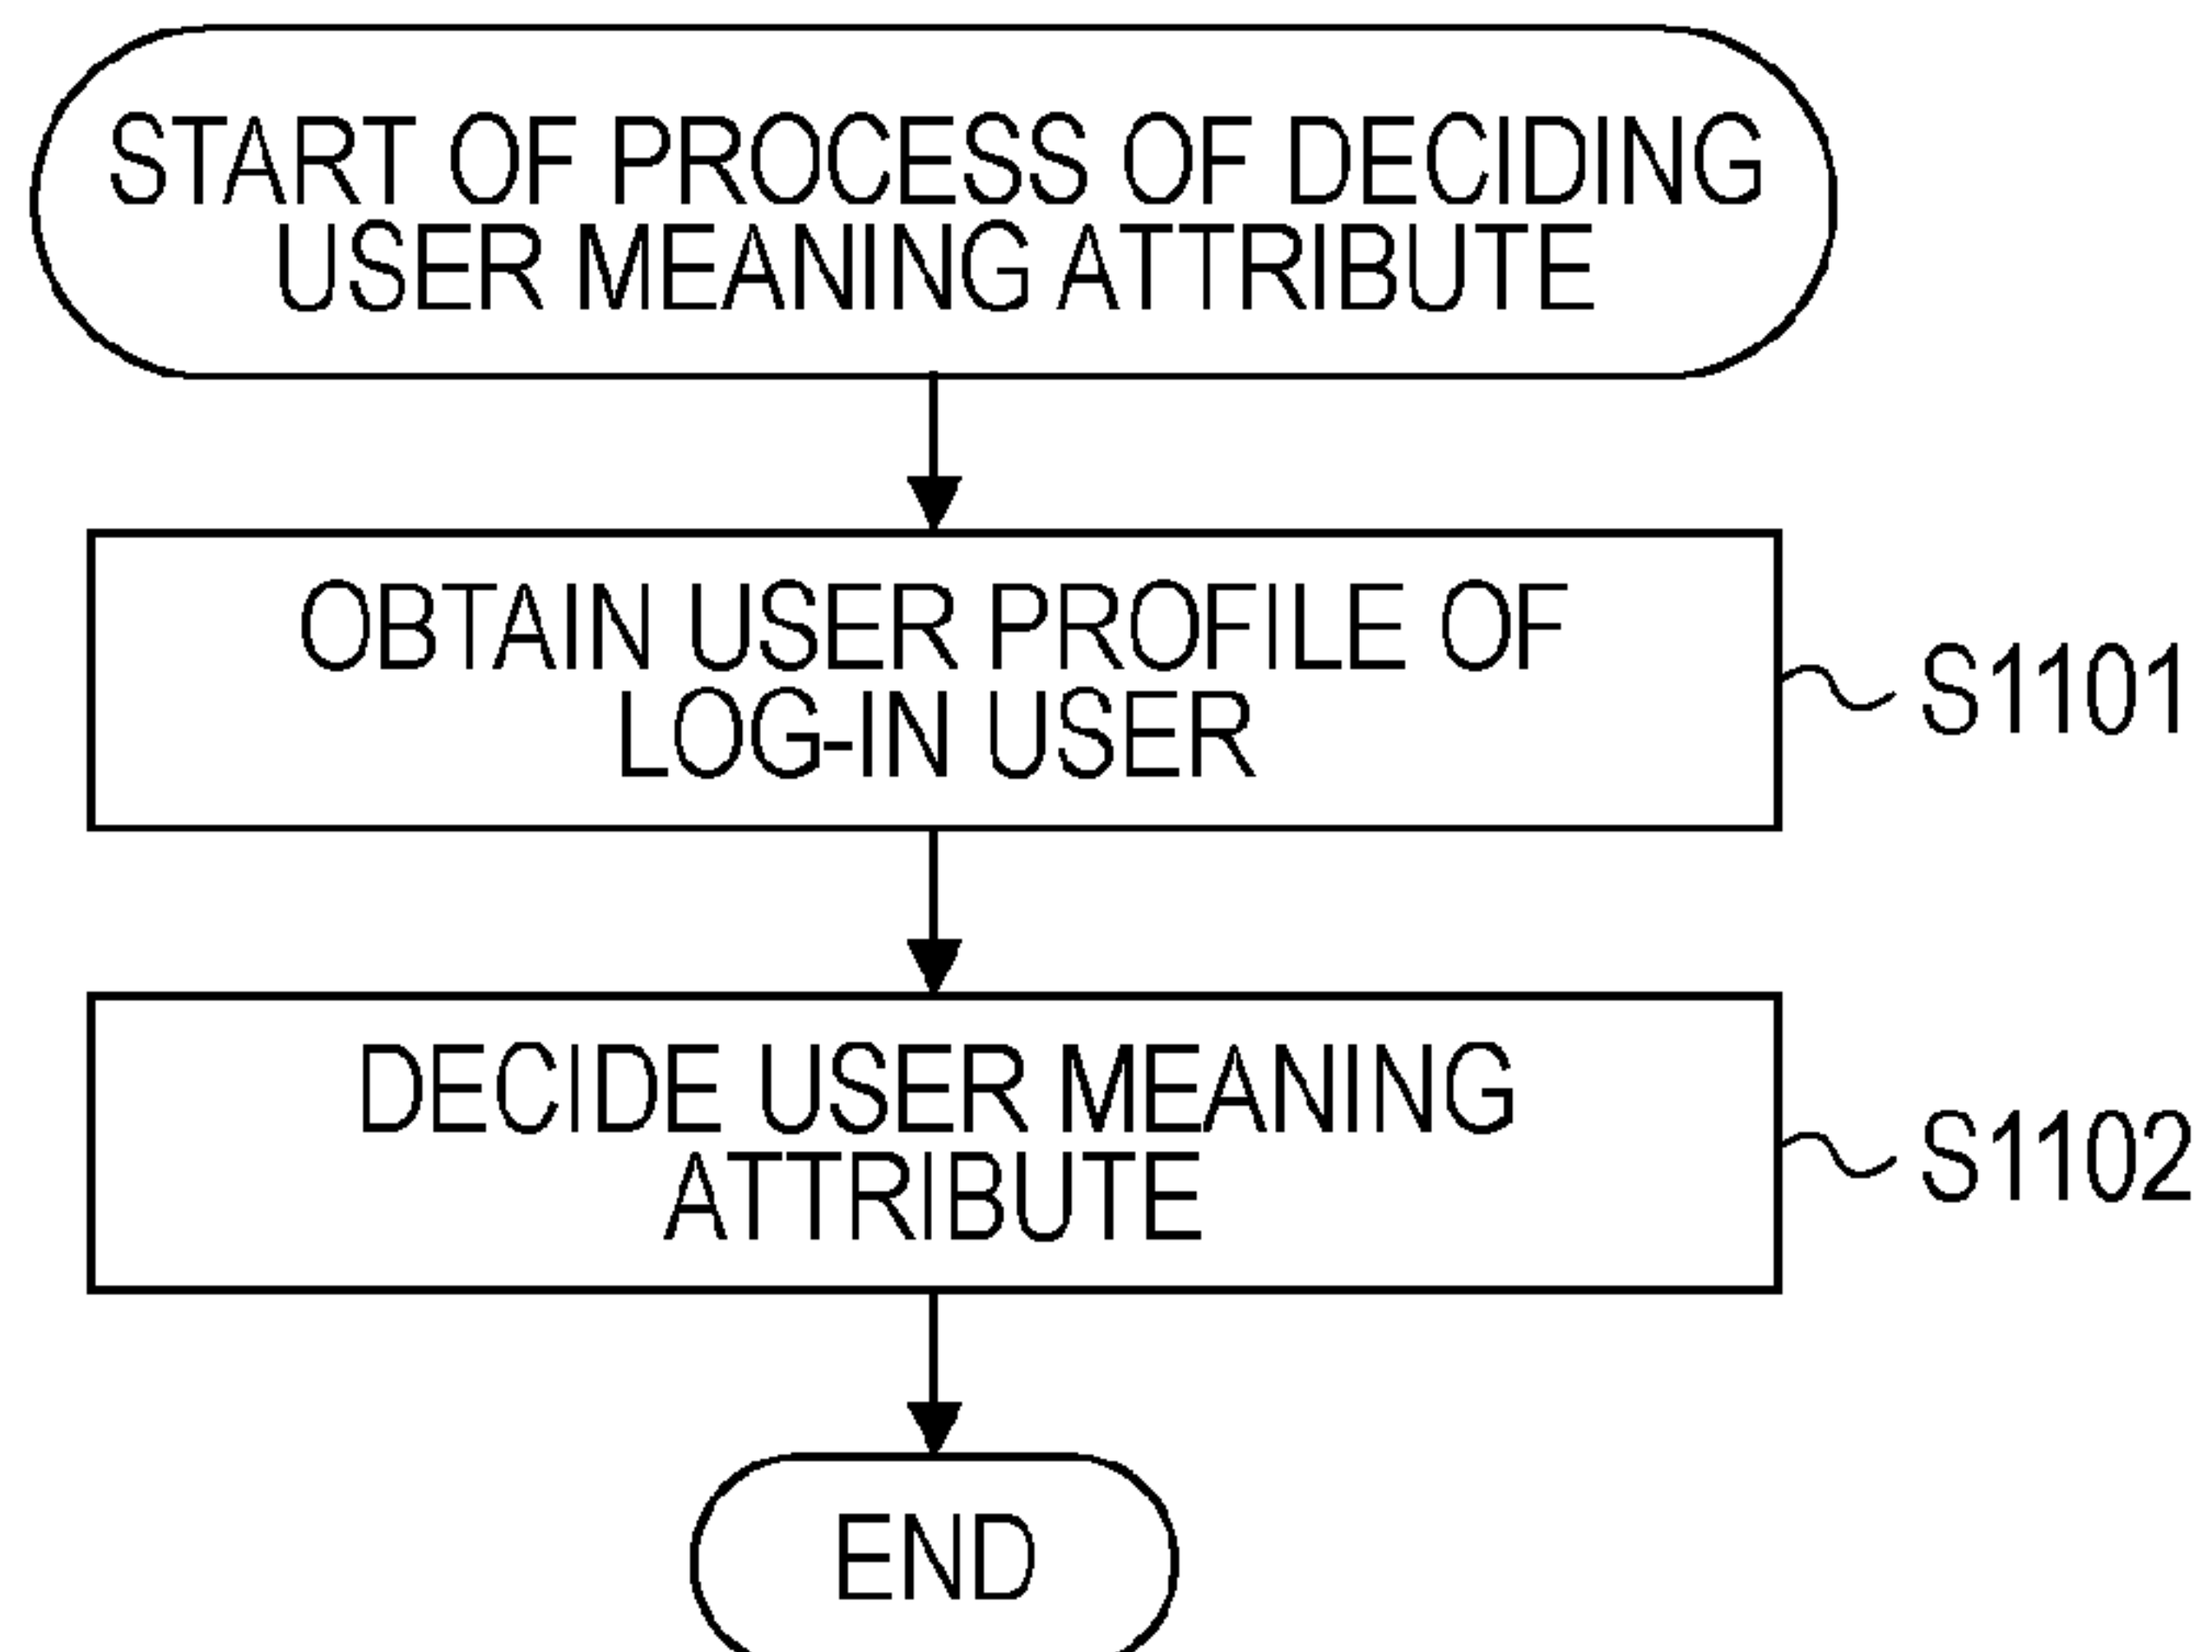 START OF PROCESS OF DECIDING
USER MEANING ATTRIBUTE
OBTAIN USER PROFILE OF
LOG-IN USER
S1101
DECIDE USER MEANING
ATTRIBUTE
S1102
END